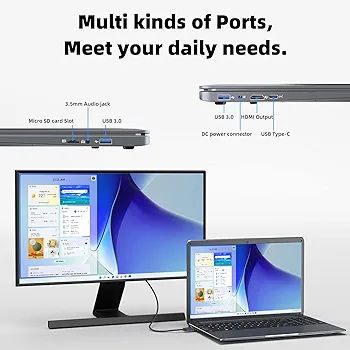 Multi kinds of Ports,
Meet your daily needs.
3.5mm Audio jack
Micro SD card Slot
USB 3.0
USB 3.0
HDMI Output
DC power connector
USB Type-C